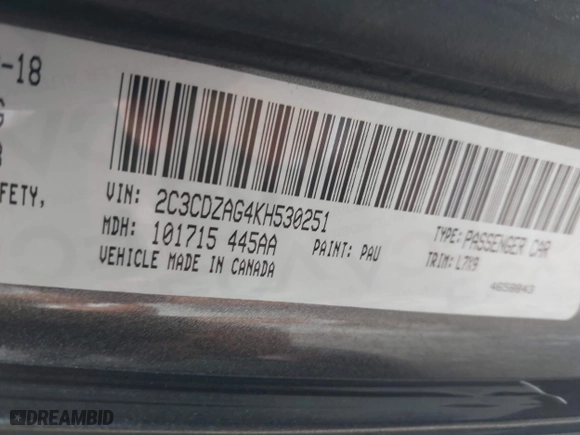 -18
FETY,
VIN: 2C3CDZAG4KH530251
MDH: 101715 445AA
PAINT: PAU
VEHICLE MADE IN CANADA
TYPE: PASSENGER CAR
TRIM: L7X9
4658043
DREAMBID